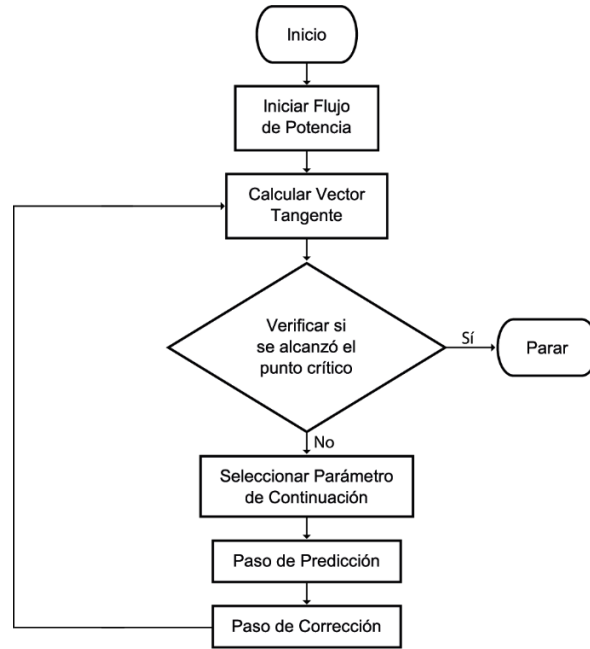 Inicio
Iniciar Flujo
de Potencia
Calcular Vector
Tangente
Verificar si
se alcanzó el
punto crítico
Sí
Parar
No
Seleccionar Parámetro
de Continuación
Paso de Predicción
Paso de Corrección